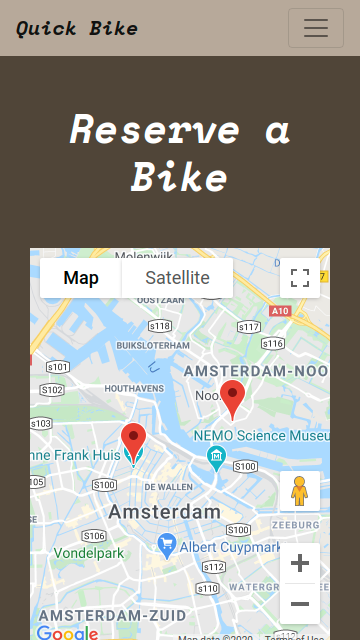 Quick Bike
Reserve a
Bike
Molenwijk
Map
Satellite
OOSTZAAN
A10
s118
s117
s116
BUIKSLOTERHAM
s101
AMSTERDAM-NOO
S102
HOUTHAVENS
Noo
s103
NEMO Science Museu
nne Frank Huis
S100
105
S100
DE WALLEN
Amsterdam
S100
ZEEBURG
S106
Albert Cuypmark
Vondelpark
s112
s110
WATERGR
AMSTERDAM-ZUID
Google
Map data ©2020
Terms of Use